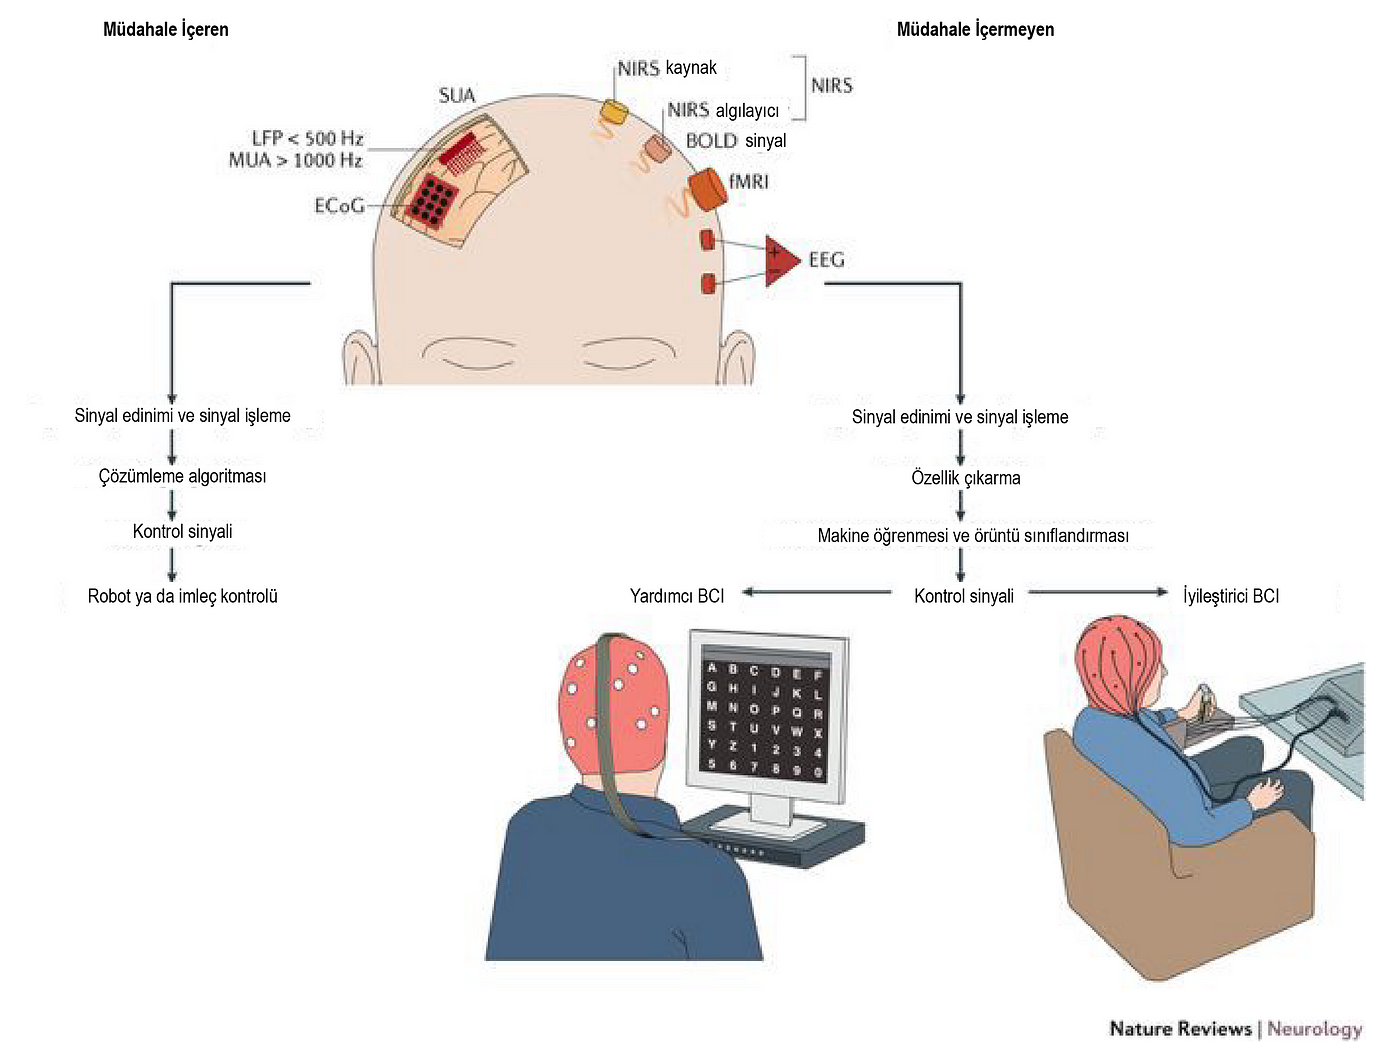 Müdahale İçeren
Müdahale İçermeyen
NIRS kaynak
NIRS
SUA
NIRS algılayıcı
LFP < 500 Hz
MUA > 1000 Hz
BOLD sinyal
fMRI
ECoG
EEG
+
−
Sinyal edinimi ve sinyal işleme
Çözümleme algoritması
Kontrol sinyali
Robot ya da imleç kontrolü
Sinyal edinimi ve sinyal işleme
Özellik çıkarma
Makine öğrenmesi ve örüntü sınıflandırması
Yardımcı BCI
Kontrol sinyali
İyileştirici BCI
A B C D E F
G H I J K L
M N O P Q R
S T U V W X
Y Z 1 2 3 4
5 6 7 8 9 0
Nature Reviews | Neurology